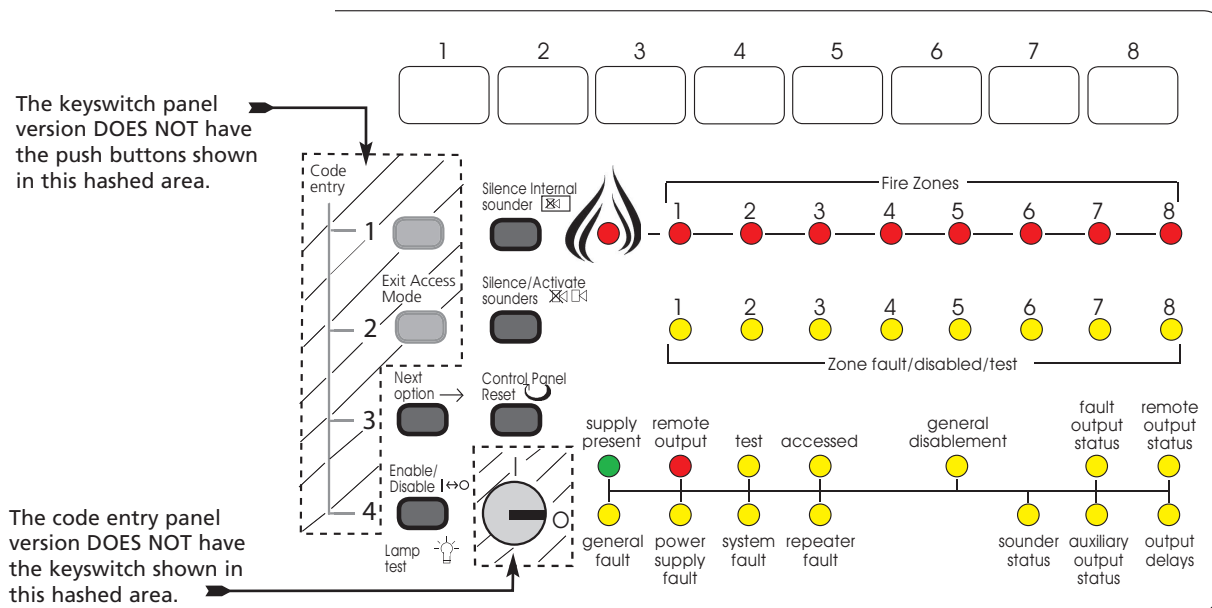 1 2 3 4 5 6 7 8
The keyswitch panel
version DOES NOT have
the push buttons shown
in this hashed area.
Code
entry
1
Exit Access
Mode
2
Next
option
3
Enable/
Disable I↔O
4
Lamp
test
Silence Internal
sounder
Silence/Activate
sounders
Control Panel
Reset
I
O
Fire Zones
1 2 3 4 5 6 7 8
1 2 3 4 5 6 7 8
Zone fault/disabled/test
supply
present
remote
output
test
accessed
general
disablement
fault
output
status
remote
output
status
general
fault
power
supply
fault
system
fault
repeater
fault
sounder
status
auxiliary
output
status
output
delays
The code entry panel
version DOES NOT have
the keyswitch shown in
this hashed area.